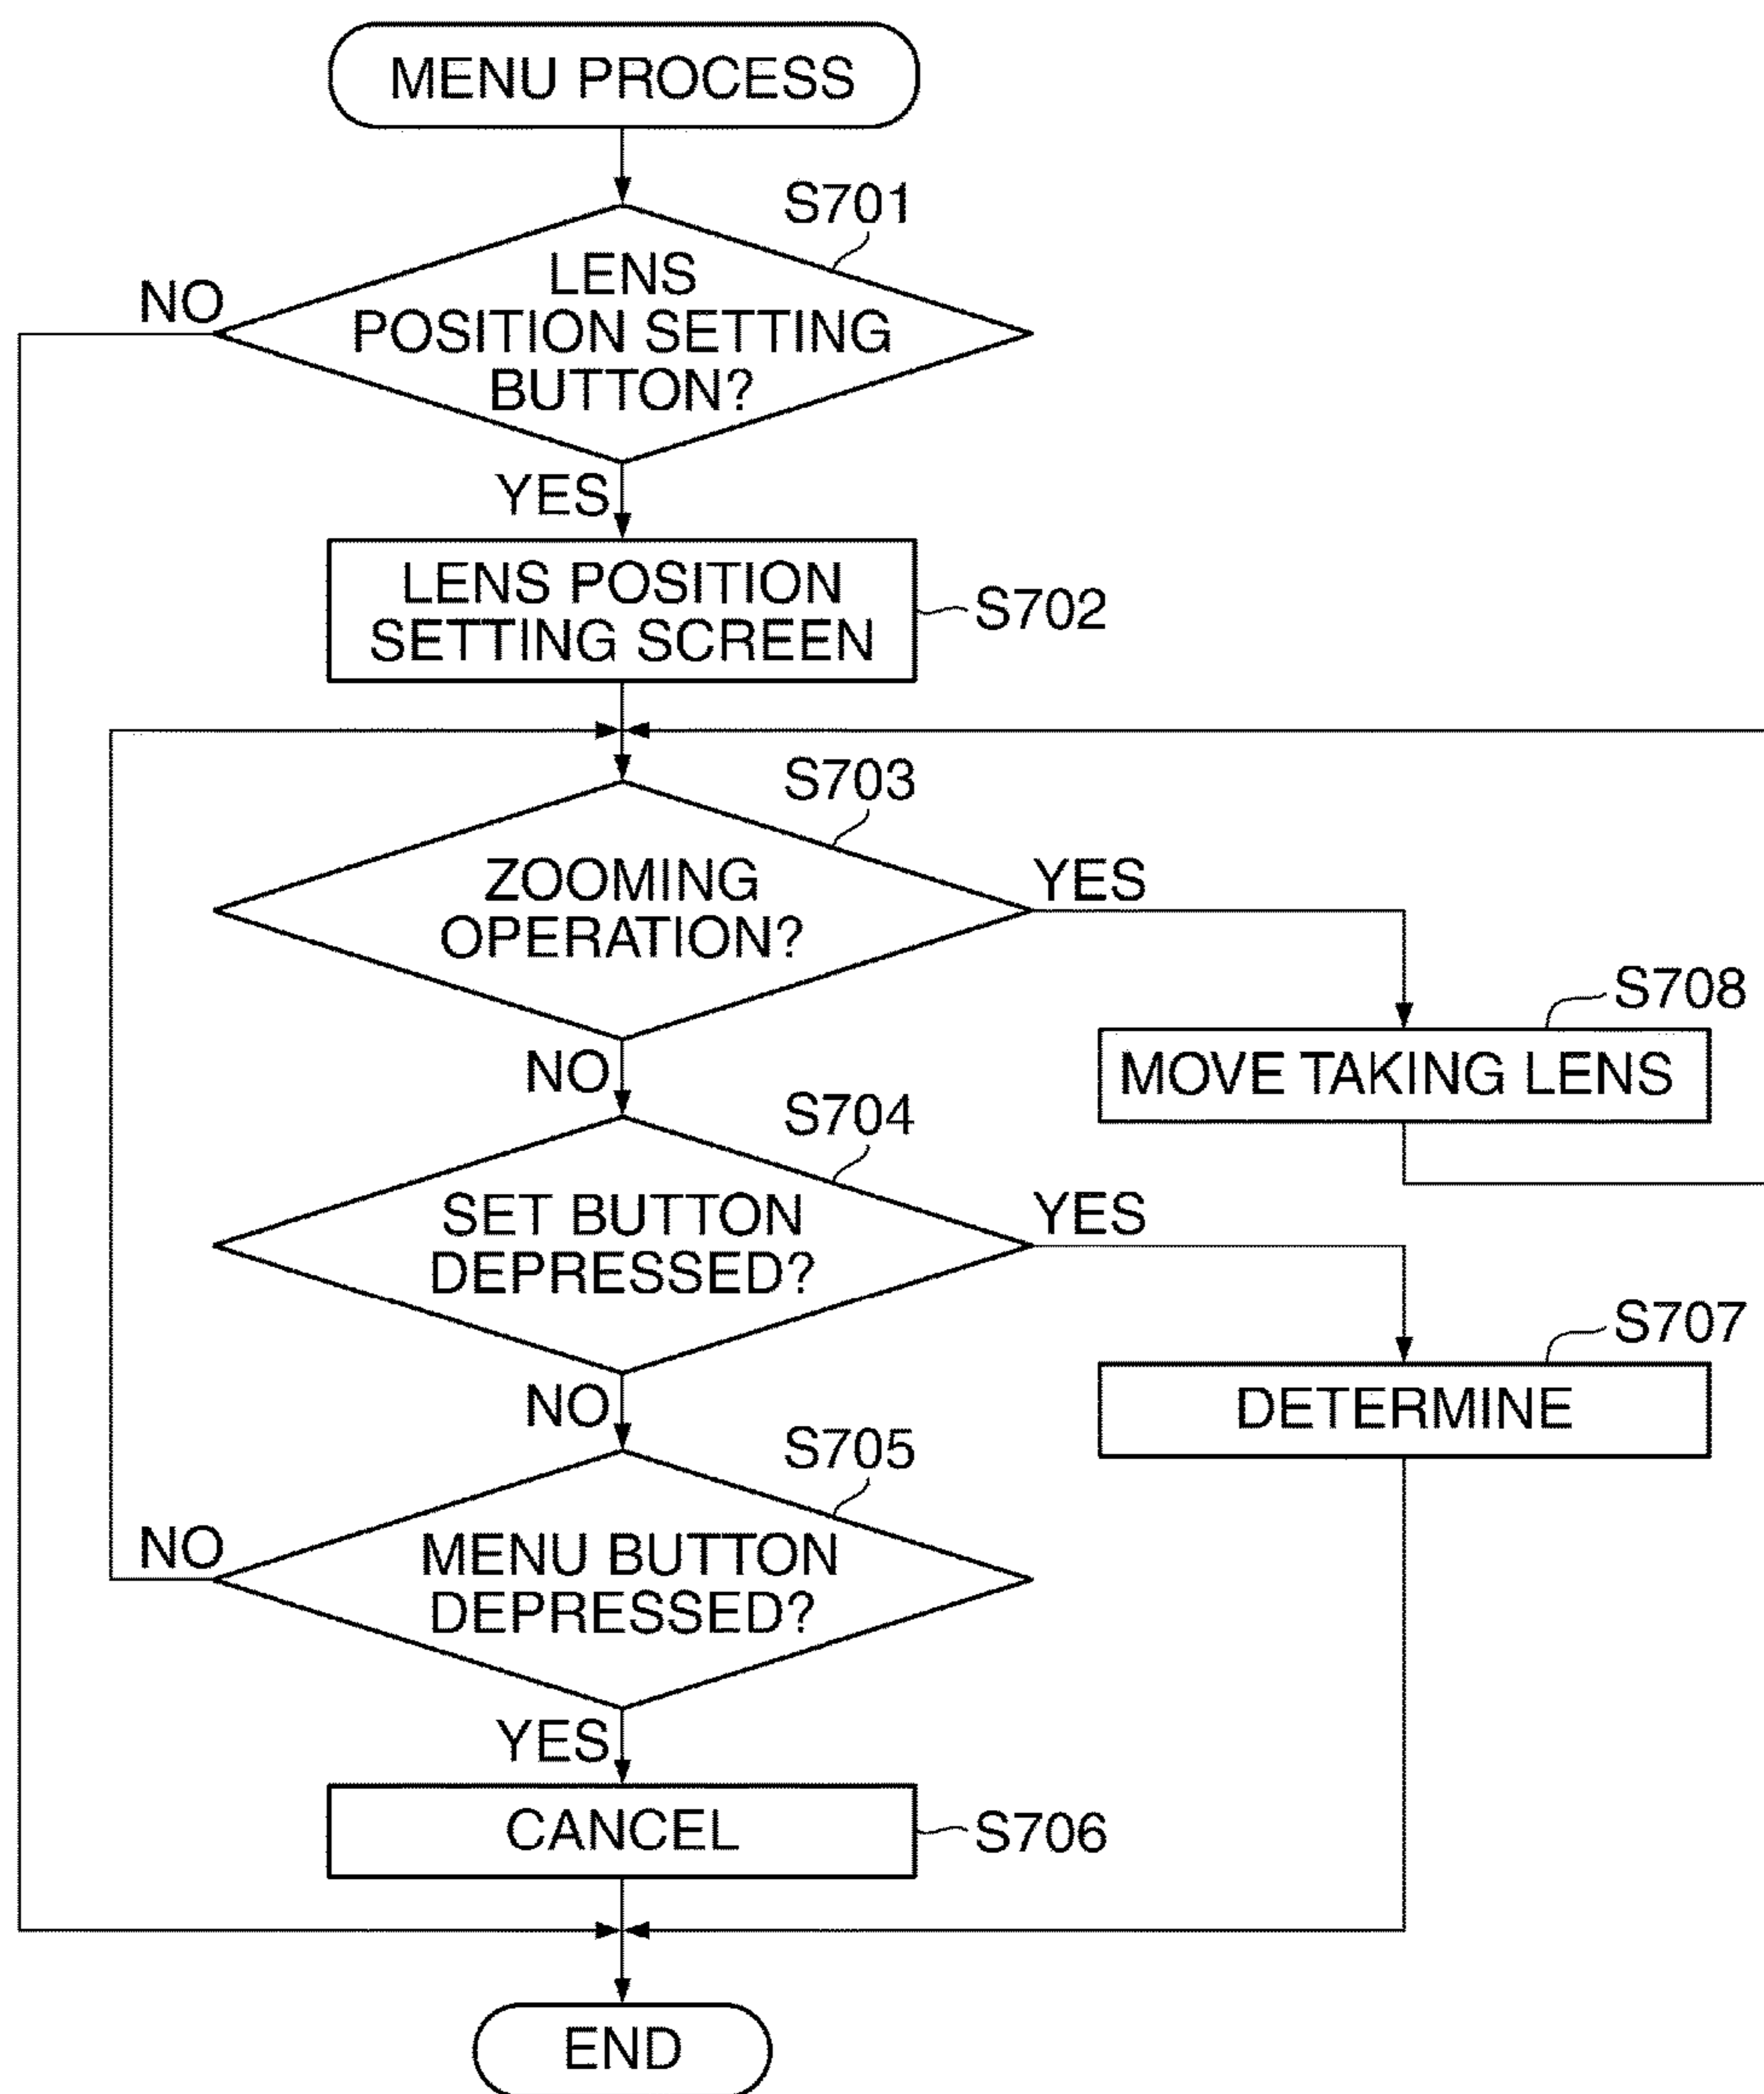 MENU PROCESS
S701
LENS
POSITION SETTING
BUTTON?
NO
YES
LENS POSITION
SETTING SCREEN
S702
S703
ZOOMING
OPERATION?
YES
NO
S708
MOVE TAKING LENS
S704
SET BUTTON
DEPRESSED?
YES
NO
S707
DETERMINE
S705
MENU BUTTON
DEPRESSED?
NO
YES
CANCEL
S706
END